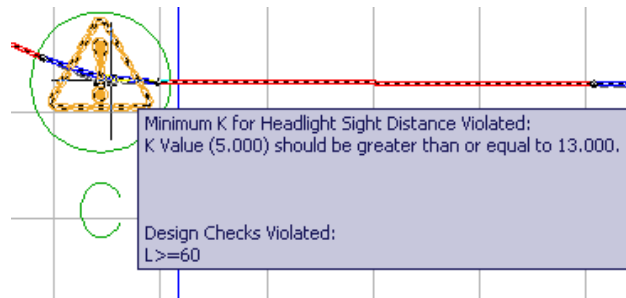 Minimum K for Headlight Sight Distance Violated:
K Value (5.000) should be greater than or equal to 13.000.
C
Design Checks Violated:
L>=60